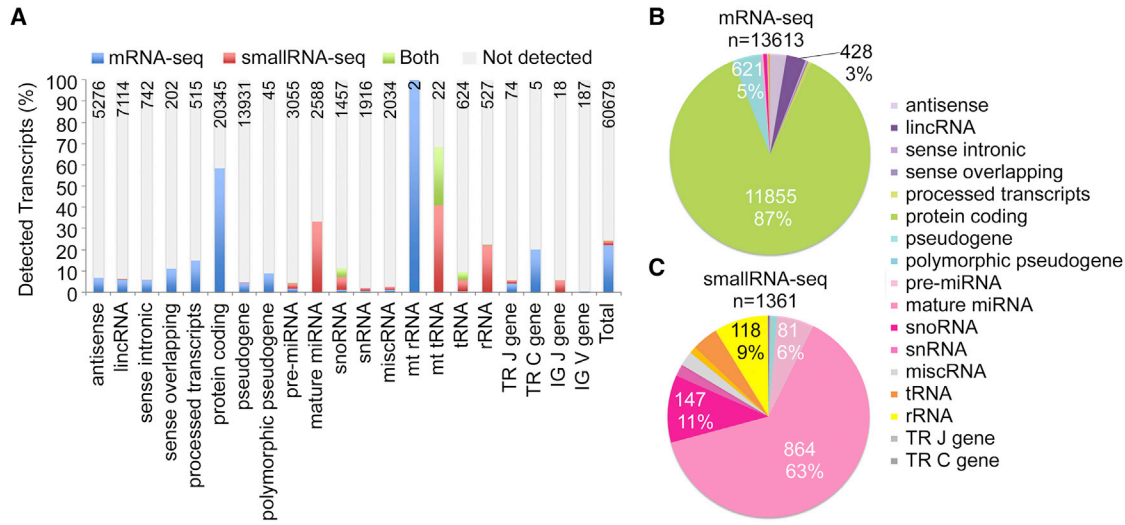 A
mRNA-seq smallRNA-seq Both Not detected
Detected Transcripts (%)
100
90
80
70
60
50
40
30
20
10
0
5276 7114 742 202 515 20345 13931 45 3055 2588 1457 1916 2034 2 22 624 527 74 5 18 187 60679
antisense
lincRNA
sense intronic
sense overlapping
processed transcripts
protein coding
pseudogene
polymorphic pseudogene
pre-miRNA
mature miRNA
snoRNA
snRNA
miscRNA
mt rRNA
mt tRNA
tRNA
rRNA
TR J gene
TR C gene
IG J gene
IG V gene
Total
B
mRNA-seq
n=13613
428
3%
621
5%
11855
87%
C
smallRNA-seq
n=1361
118
9%
81
6%
147
11%
864
63%
antisense
lincRNA
sense intronic
sense overlapping
processed transcripts
protein coding
pseudogene
polymorphic pseudogene
pre-miRNA
mature miRNA
snoRNA
snRNA
miscRNA
tRNA
rRNA
TR J gene
TR C gene